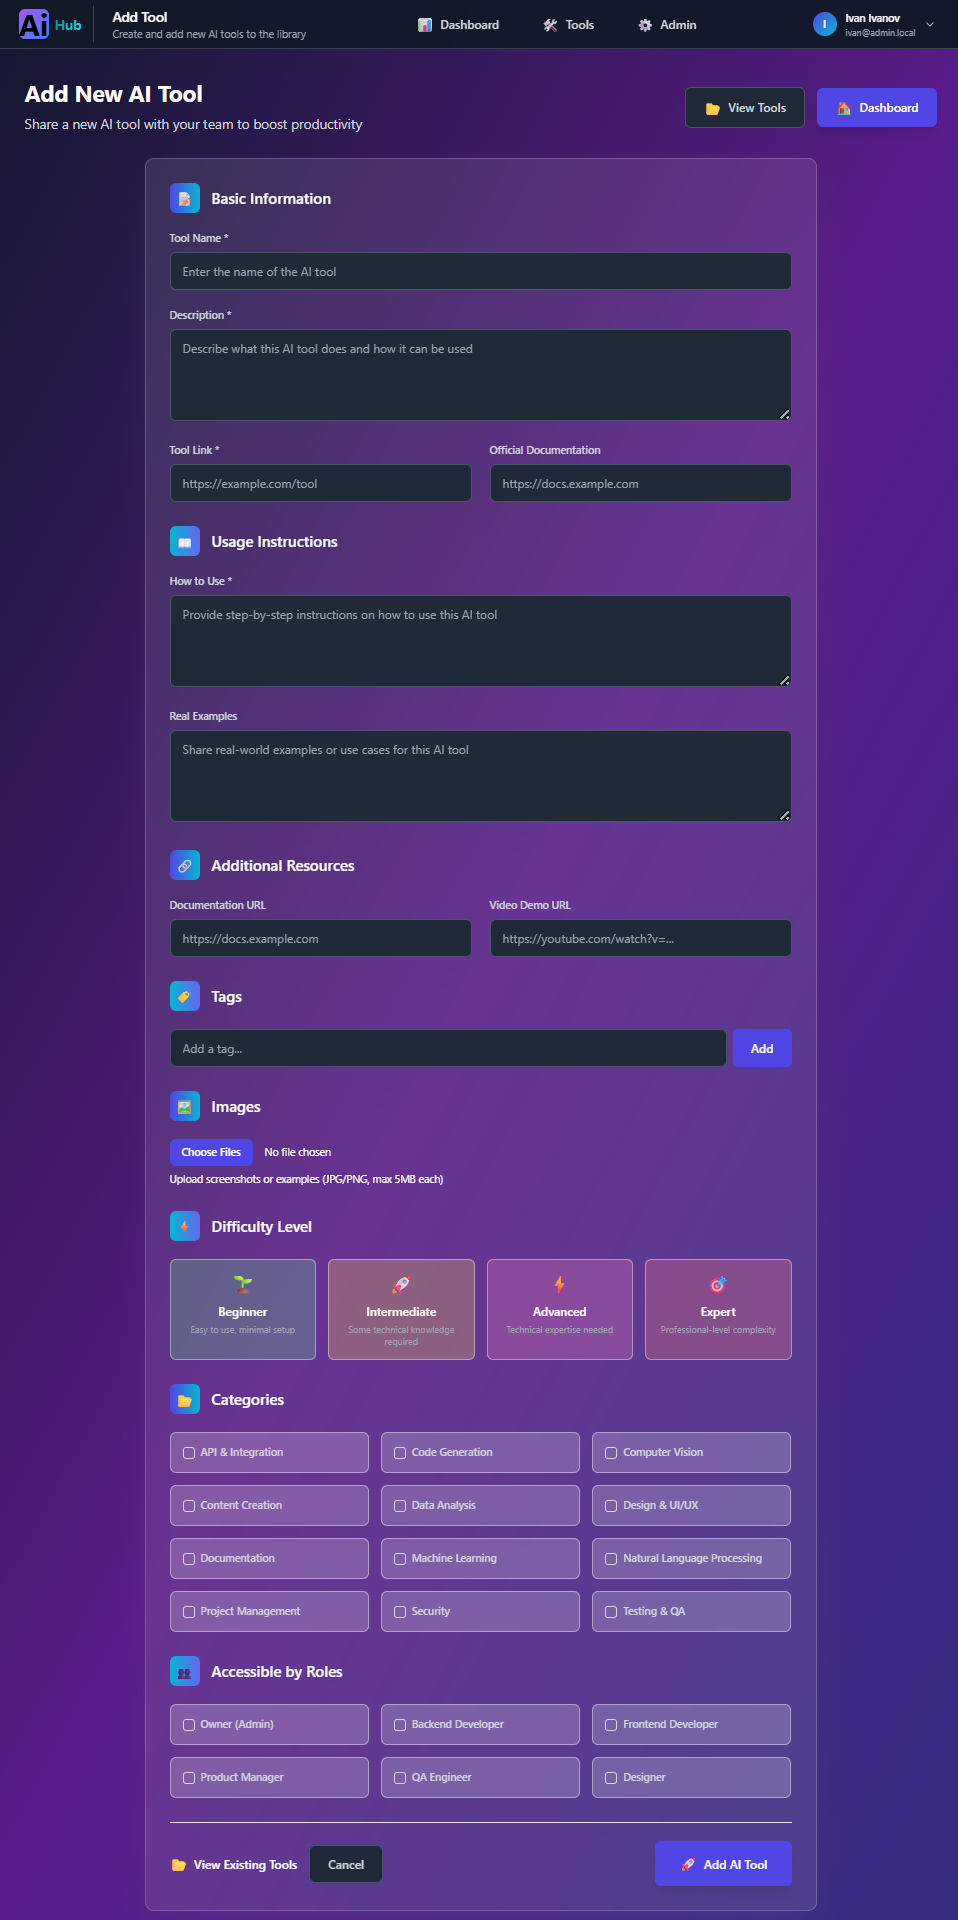 Ai Hub
Add Tool
Create and add new AI tools to the library
Dashboard
Tools
Admin
I
Ivan Ivanov
ivan@admin.local
Add New AI Tool
Share a new AI tool with your team to boost productivity
View Tools
Dashboard
Basic Information
Tool Name *
Enter the name of the AI tool
Description *
Describe what this AI tool does and how it can be used
Tool Link *
Official Documentation
https://example.com/tool
https://docs.example.com
Usage Instructions
How to Use *
Provide step-by-step instructions on how to use this AI tool
Real Examples
Share real-world examples or use cases for this AI tool
Additional Resources
Documentation URL
Video Demo URL
https://docs.example.com
https://youtube.com/watch?v=...
Tags
Add a tag...
Add
Images
Choose Files
No file chosen
Upload screenshots or examples (JPG/PNG, max 5MB each)
Difficulty Level
Beginner
Easy to use, minimal setup
Intermediate
Some technical knowledge
required
Advanced
Technical expertise needed
Expert
Professional-level complexity
Categories
API & Integration
Code Generation
Computer Vision
Content Creation
Data Analysis
Design & UI/UX
Documentation
Machine Learning
Natural Language Processing
Project Management
Security
Testing & QA
Accessible by Roles
Owner (Admin)
Backend Developer
Frontend Developer
Product Manager
QA Engineer
Designer
View Existing Tools
Cancel
Add AI Tool